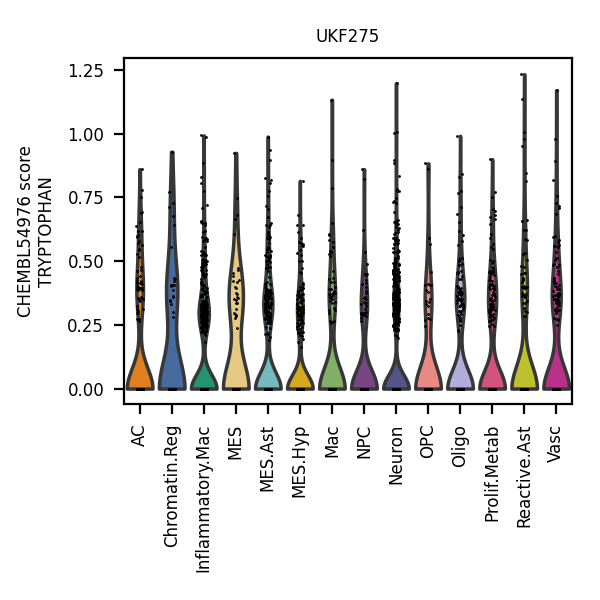 UKF275
CHEMBL54976 score
TRYPTOPHAN
1.25
1.00
0.75
0.50
0.25
0.00
AC
Chromatin.Reg
Inflammatory.Mac
MES
MES.Ast
MES.Hyp
Mac
NPC
Neuron
OPC
Oligo
Prolif.Metab
Reactive.Ast
Vasc